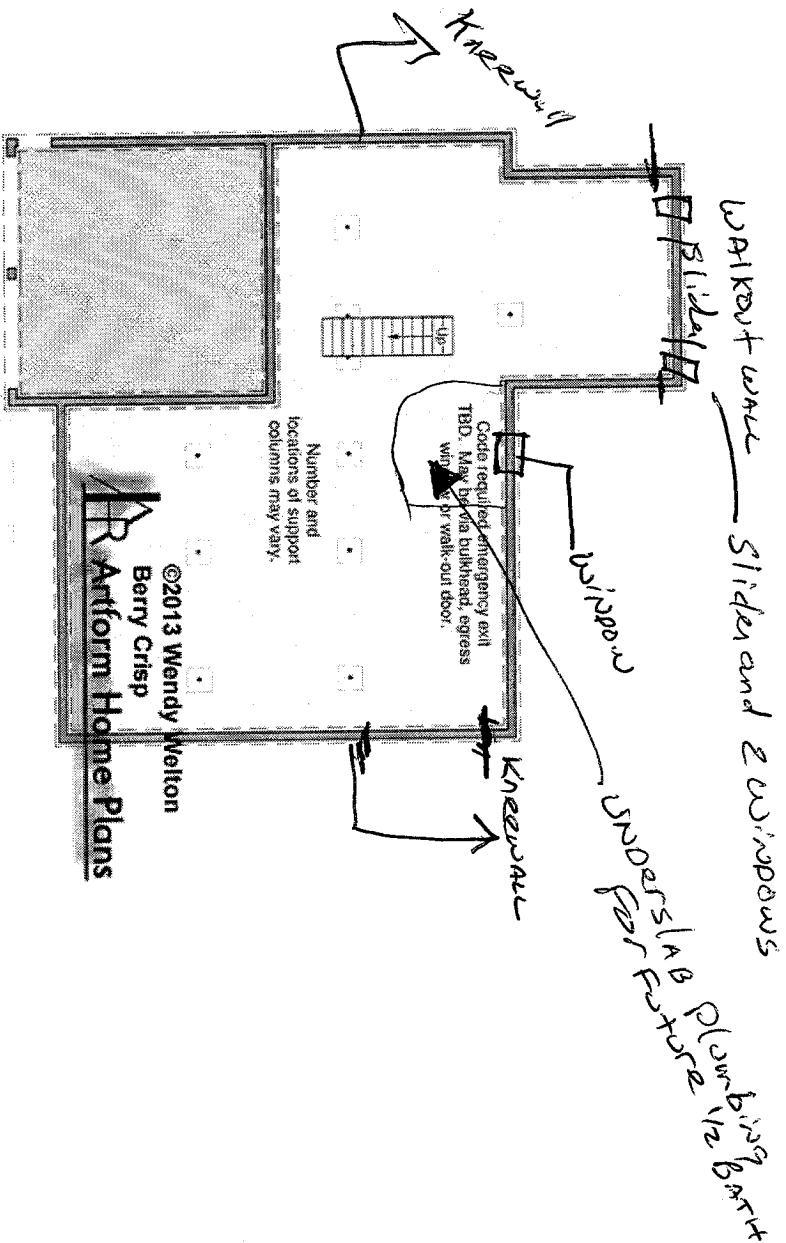 WALKOUT WALL — Slider and 2 WINDOWS
Kneewall
Slider
WINDOW
UNDERSLAB Plumbing
For Future 1/2 BATH
KneewALL
Up
Code required emergency exit
TBD. May be via bulkhead, egress
window or walk-out door.
Number and
locations of support
columns may vary.
©2013 Wendy Welton
Berry Crisp
Artform Home Plans